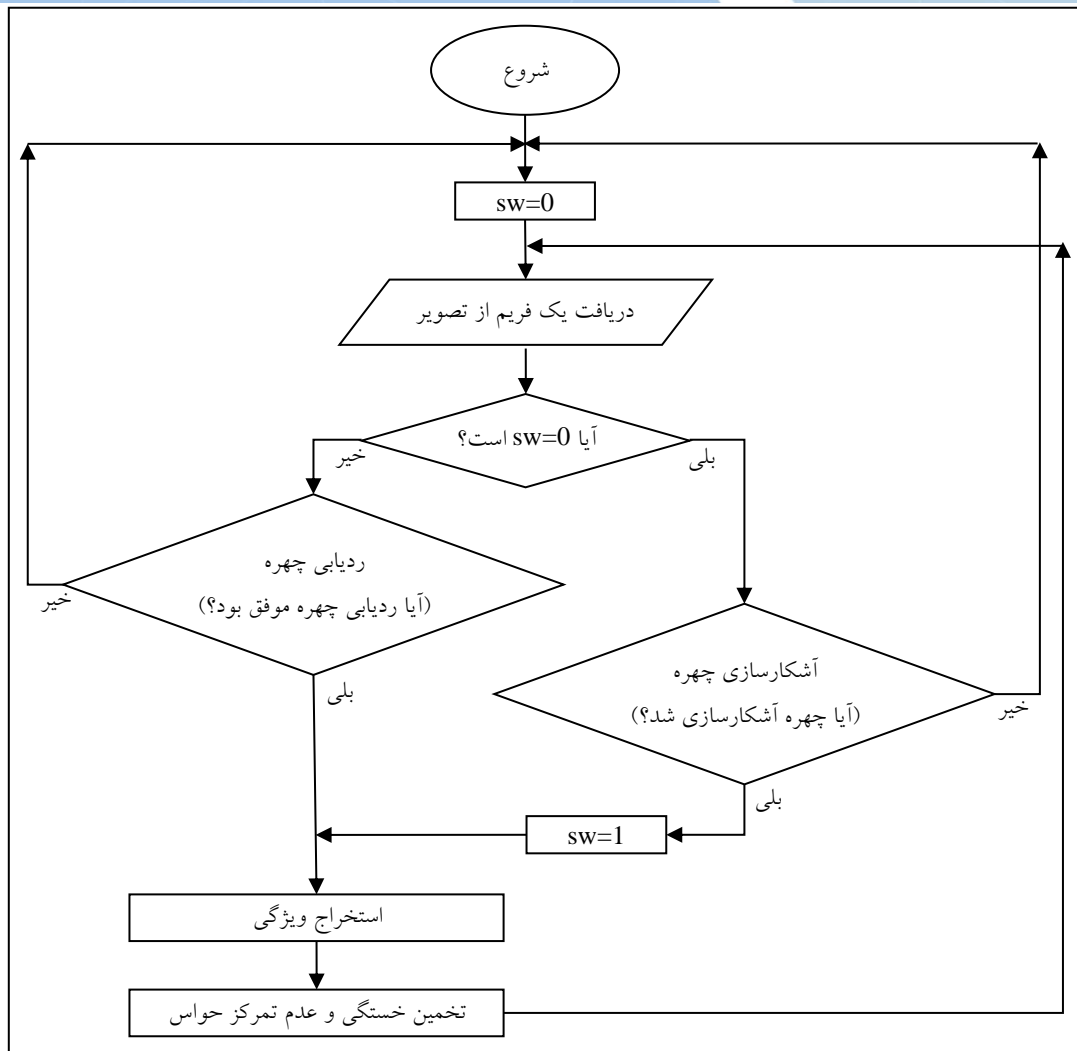 شروع
sw=0
دریافت یک فریم از تصویر
آیا sw=0 است؟
خیر
بلی
ردیابی چهره
(آیا ردیابی چهره موفق بود؟)
خیر
بلی
آشکارسازی چهره
(آیا چهره آشکارسازی شد؟)
خیر
بلی
sw=1
استخراج ویژگی
تخمین خستگی و عدم تمرکز حواس